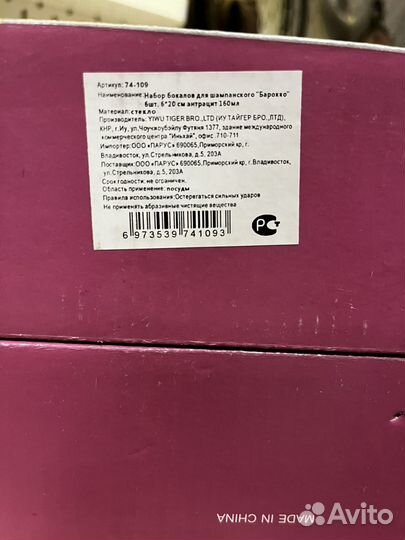 Артикул: 74-109
Наименование: Набор бокалов для шампанского "Барокко"
6шт, 6*20 см антрацит 160мл
Материал: стекло
Производитель: YIWU TIGER BRO.,LTD (ИУ ТАЙГЕР БРО.,ЛТД),
КНР, г.Иу, ул.Чоучжоубэйлу Футяня 1377, здание международного
коммерческого центра "Иньхай", офис 710-711
Импортер: ООО «ПАРУС» 690065,Приморский кр, г.
Владивосток, ул.Стрельникова, д.5, 203А
Поставщик: ООО «ПАРУС» 690065,Приморский кр, г.Владивосток,
ул.Стрельникова, д.5, 203А
Срок годности: не ограничен.
Область применение: посуды
Правила использования: Остерегаться сильных ударов
Не применять абразивные чистящие вещества
6 973539 741093
РС
MADE IN CHINA
Avito